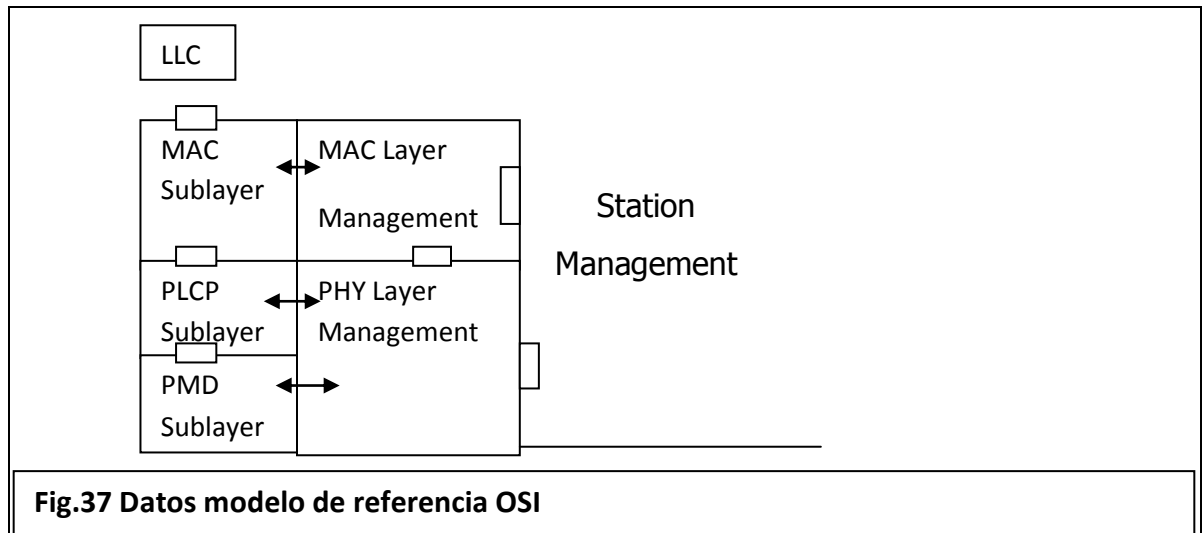 LLC
MAC
Sublayer
MAC Layer
Management
Station
Management
PLCP
Sublayer
PHY Layer
Management
PMD
Sublayer
Fig.37 Datos modelo de referencia OSI